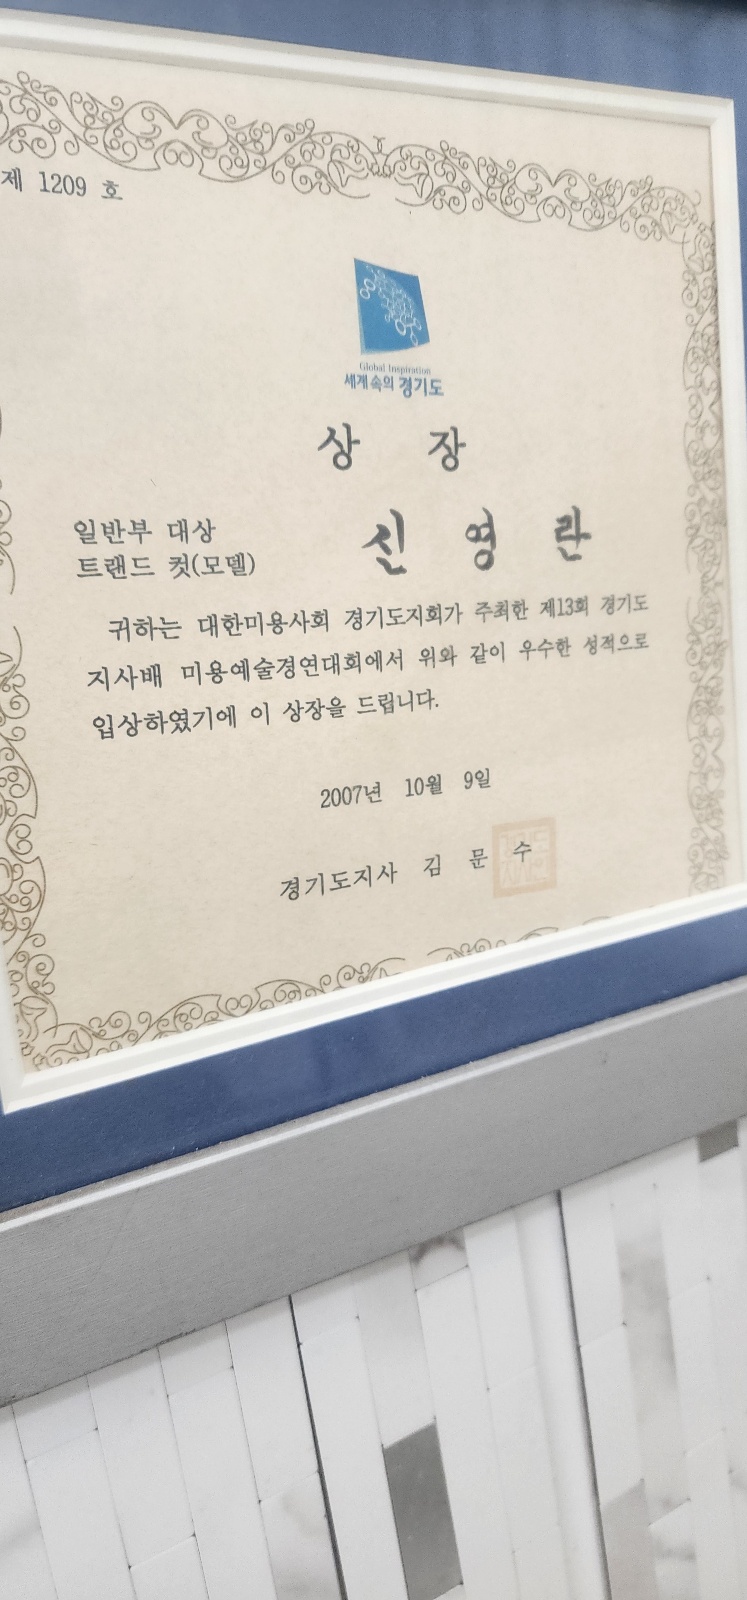 제 1209 호
Global Inspiration
세계 속의 경기도
상 장
일반부 대상
트랜드 컷(모델)
신 영 란
귀하는 대한미용사회 경기도지회가 주최한 제13회 경기도
지사배 미용예술경연대회에서 위와 같이 우수한 성적으로
입상하였기에 이 상장을 드립니다.
2007년 10월 9일
경기도지사 김 문 수